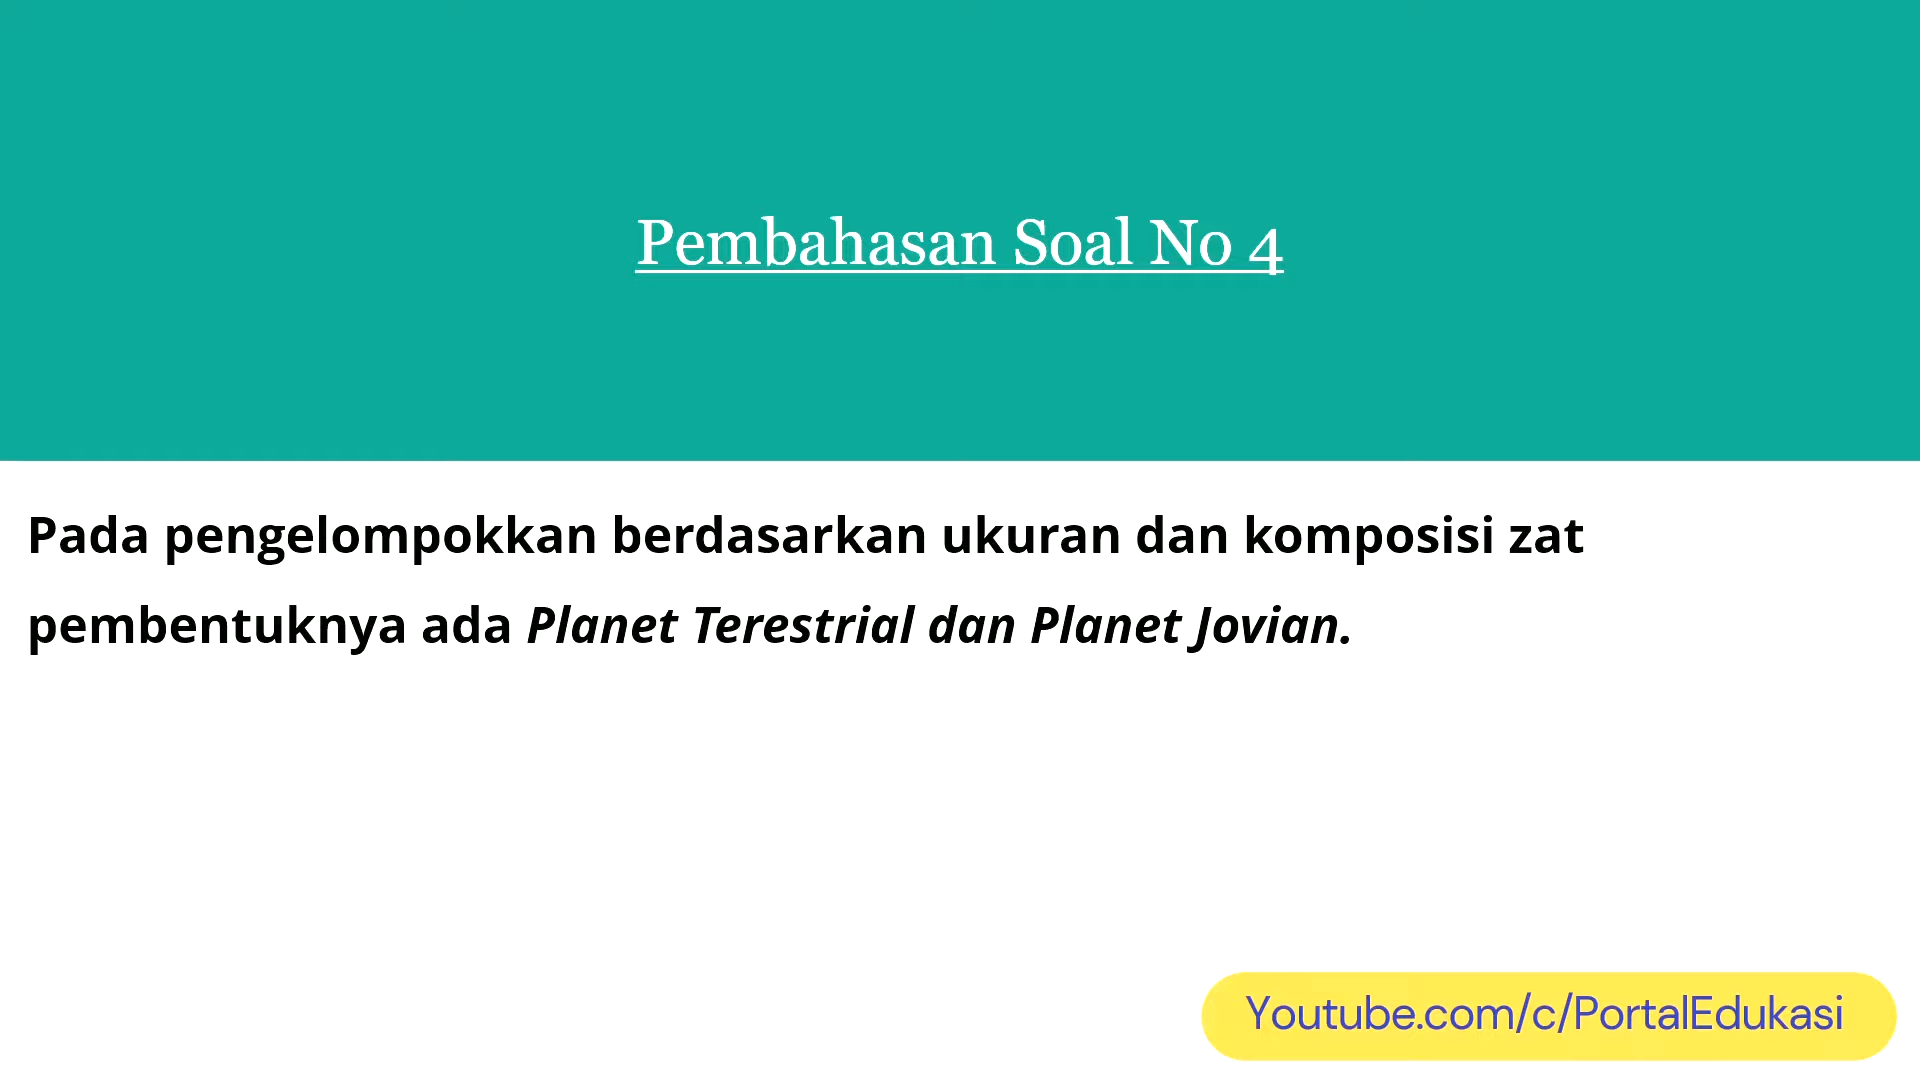 Pembahasan Soal No 4
Pada pengelompokkan berdasarkan ukuran dan komposisi zat
pembentuknya ada Planet Terestrial dan Planet Jovian.
Youtube.com/c/PortalEdukasi